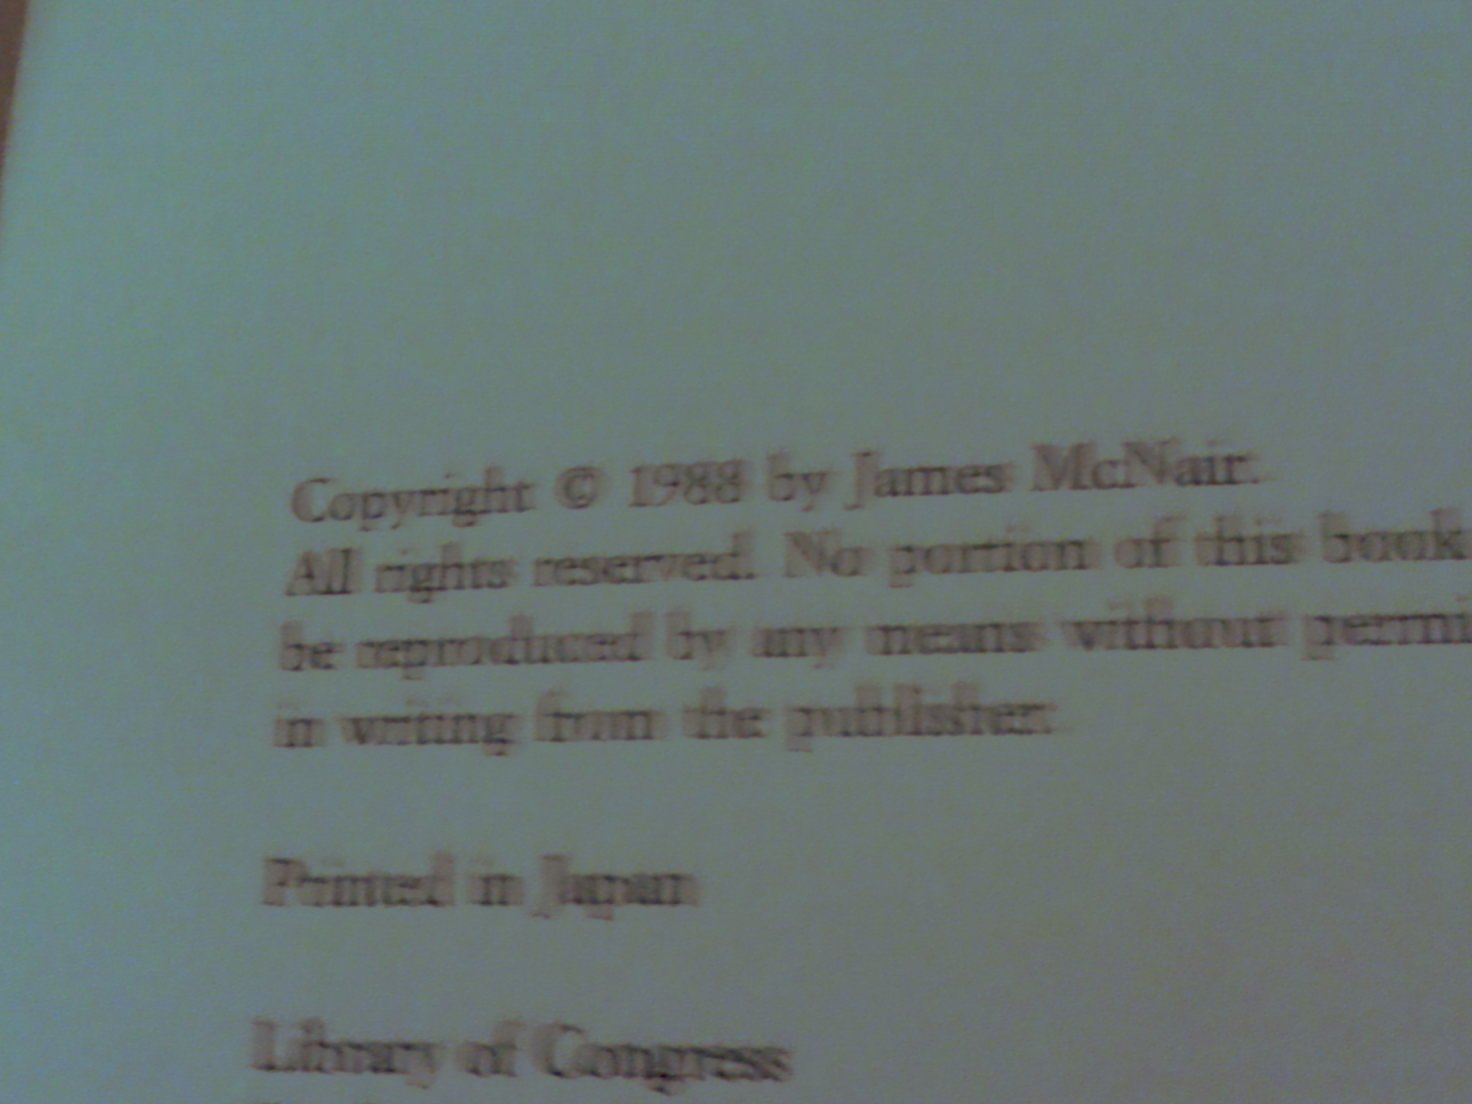 Copyright © 1988 by James McNair.
All rights reserved. No portion of this book
be reproduced by any means without permi
in writing from the publisher.
Printed in Japan
Library of Congress